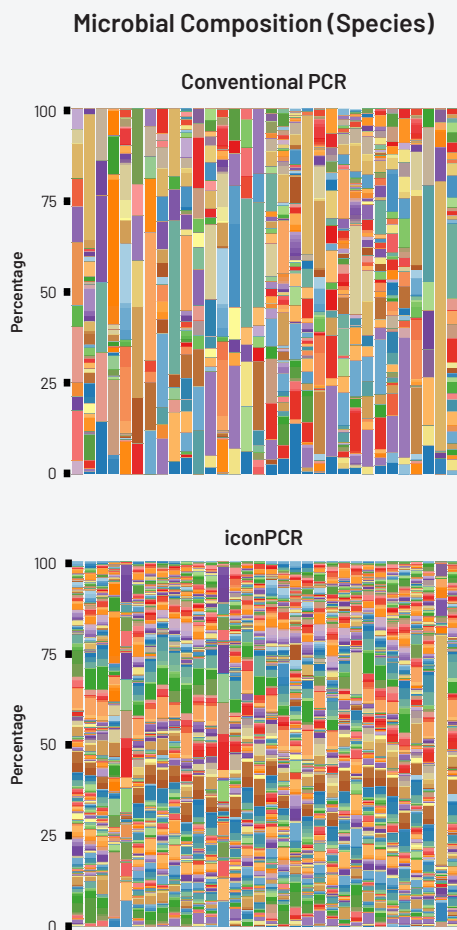 Microbial Composition (Species)
Conventional PCR
100
75
50
25
0
Percentage
iconPCR
100
75
50
25
0
Percentage